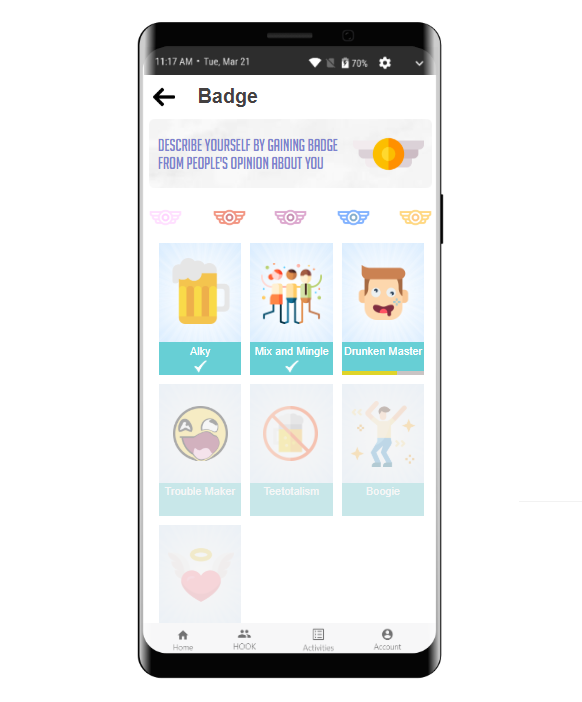 11:17 AM • Tue, Mar 21
70%
Badge
DESCRIBE YOURSELF BY GAINING BADGE
FROM PEOPLE'S OPINION ABOUT YOU
Alky
Mix and Mingle
Drunken Master
Trouble Maker
Teetotalism
Boogie
Home
HOOK
Activities
Account